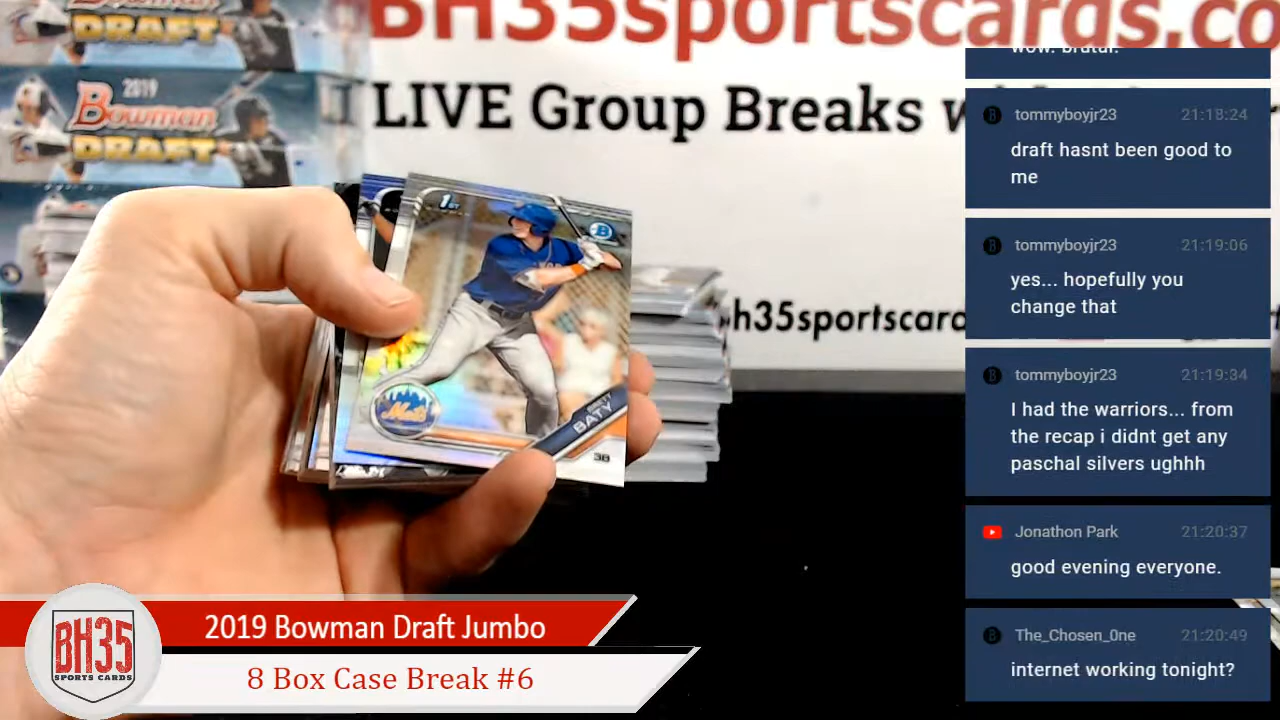 BH35sportscards.co
DRAFT
2019
Bowman
DRAFT
LIVE Group Breaks
h35sportscard
1st
B
Mets
BATY
3B
wow. brutal.
tommyboyjr23 21:18:24
draft hasnt been good to
me
tommyboyjr23 21:19:06
yes... hopefully you
change that
tommyboyjr23 21:19:34
I had the warriors... from
the recap i didnt get any
paschal silvers ughhh
Jonathon Park 21:20:37
good evening everyone.
The_Chosen_0ne 21:20:49
internet working tonight?
2019 Bowman Draft Jumbo
8 Box Case Break #6
BH35
SPORTS CARDS